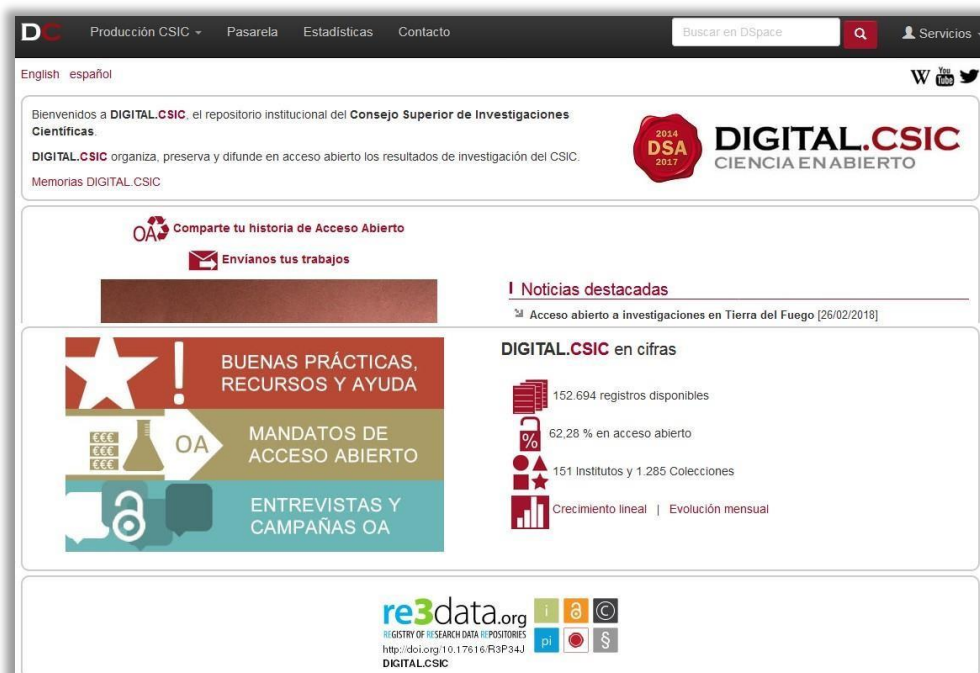 DC Producción CSIC Pasarela Estadísticas Contacto Buscar en DSpace Servicios
English español W You Tube
Bienvenidos a DIGITAL.CSIC, el repositorio institucional del Consejo Superior de Investigaciones
Científicas.
DIGITAL.CSIC organiza, preserva y difunde en acceso abierto los resultados de investigación del CSIC.
Memorias DIGITAL.CSIC
2014
DSA
2017
DIGITAL.CSIC
CIENCIA EN ABIERTO
OA Comparte tu historia de Acceso Abierto
Envíanos tus trabajos
Noticias destacadas
Acceso abierto a investigaciones en Tierra del Fuego [26/02/2018]
! BUENAS PRÁCTICAS,
RECURSOS Y AYUDA
€€€
€€€
€€€
OA
MANDATOS DE
ACCESO ABIERTO
ENTREVISTAS Y
CAMPAÑAS OA
DIGITAL.CSIC en cifras
152.694 registros disponibles
% 62,28 % en acceso abierto
151 Institutos y 1.285 Colecciones
Crecimiento lineal | Evolución mensual
re3data.org
REGISTRY OF RESEARCH DATA REPOSITORIES
http://doi.org/10.17616/R3P34J
DIGITAL.CSIC
i ©
pi §